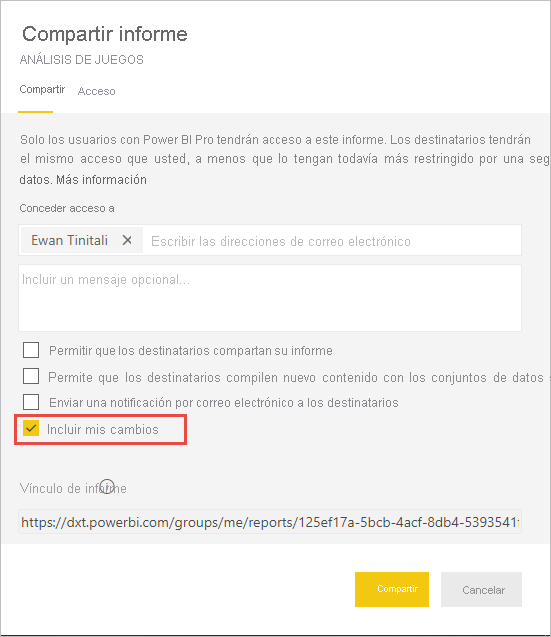 Compartir informe
ANÁLISIS DE JUEGOS
Compartir Acceso
Solo los usuarios con Power BI Pro tendrán acceso a este informe. Los destinatarios tendrán
el mismo acceso que usted, a menos que lo tengan todavía más restringido por una seg
datos. Más información
Conceder acceso a
Ewan Tinitali Escribir las direcciones de correo electrónico
Incluir un mensaje opcional...
Permitir que los destinatarios compartan su informe
Permite que los destinatarios compilen nuevo contenido con los conjuntos de datos s
Enviar una notificación por correo electrónico a los destinatarios
Incluir mis cambios
Vínculo de informe
https://dxt.powerbi.com/groups/me/reports/125ef17a-5bcb-4acf-8db4-5393541f
Compartir Cancelar